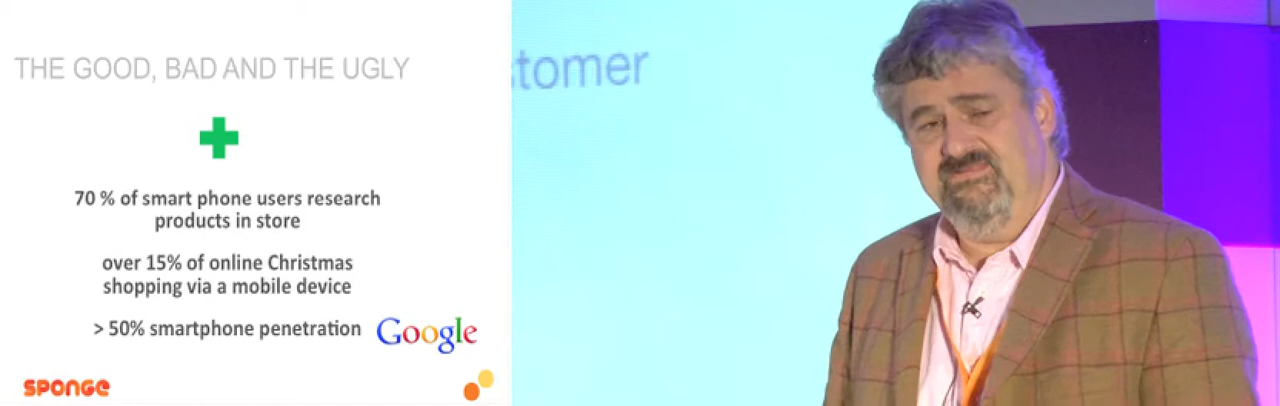 THE GOOD, BAD AND THE UGLY
70 % of smart phone users research
products in store
over 15% of online Christmas
shopping via a mobile device
> 50% smartphone penetration
Google
SPONGE
stomer